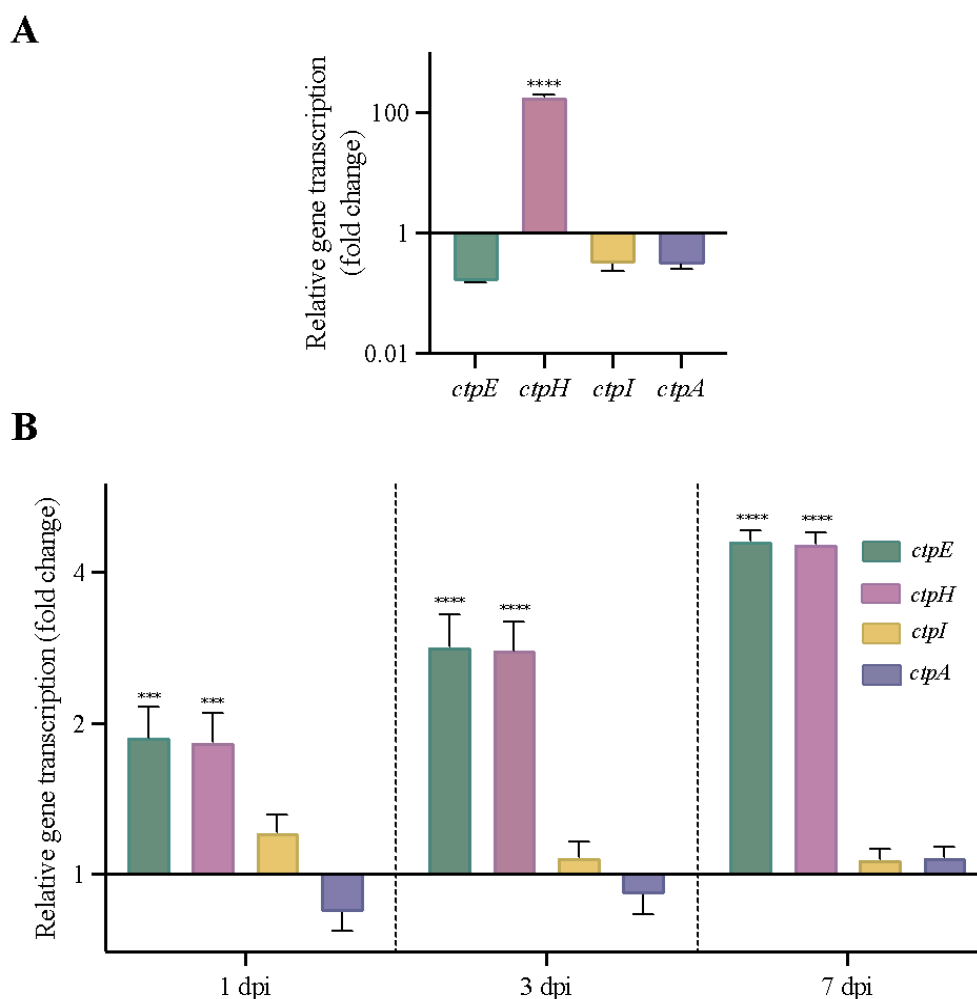 A
Relative gene transcription
(fold change)
****
100
1
0.01
ctpE ctpH ctpI ctpA
B
Relative gene transcription (fold change)
4
2
1
*** ***
**** ****
**** ****
ctpE
ctpH
ctpI
ctpA
1 dpi 3 dpi 7 dpi